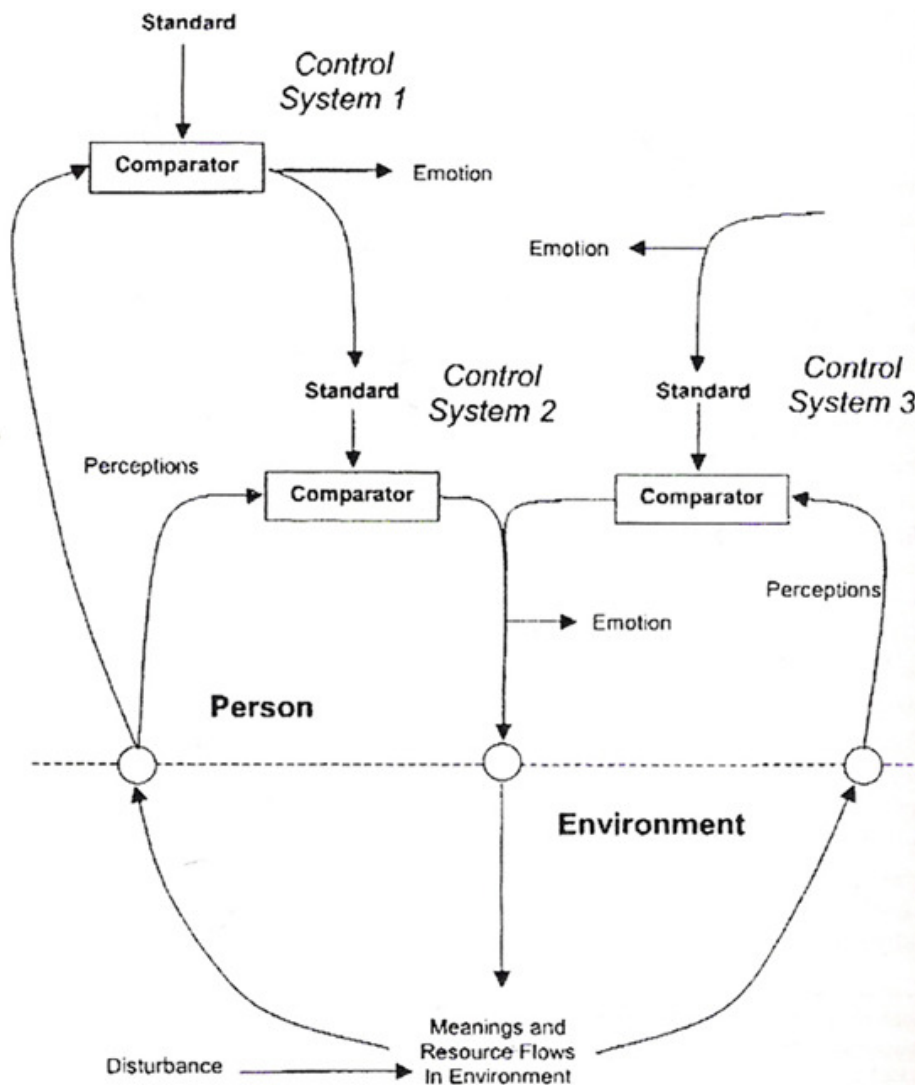 Standard
Control
System 1
Comparator
Emotion
Emotion
Standard
Control
System 2
Standard
Control
System 3
Perceptions
Comparator
Comparator
Perceptions
Emotion
Person
Environment
Meanings and
Resource Flows
In Environment
Disturbance